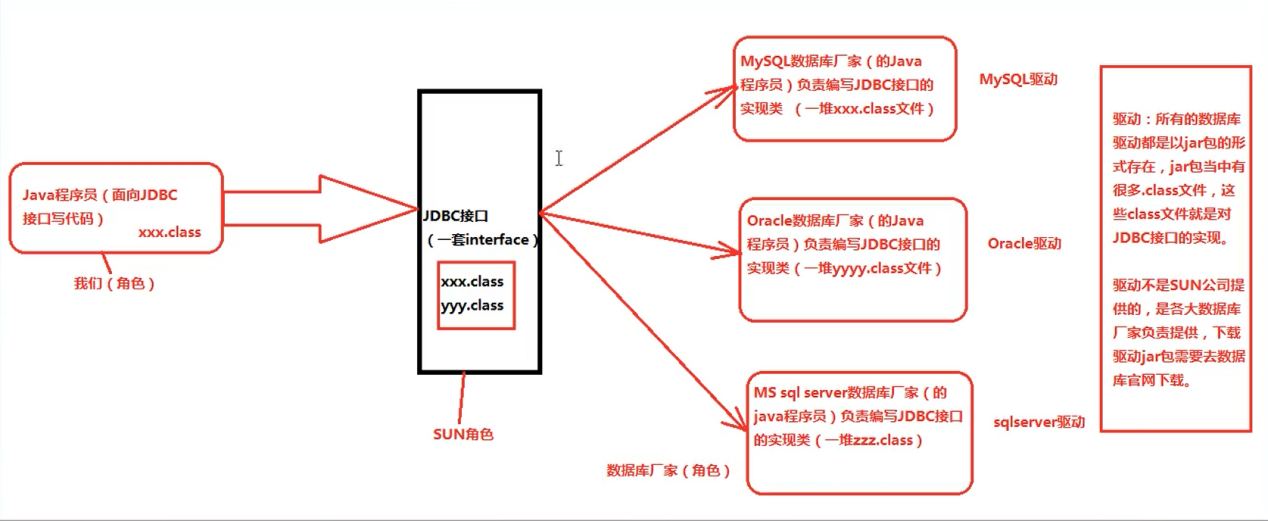 Java程序员（面向JDBC
接口写代码）
xxx.class
我们（角色）
JDBC接口
（一套interface）
xxx.class
yyy.class
SUN角色
MySQL数据库厂家（的Java
程序员）负责编写JDBC接口的
实现类 （一堆xxx.class文件）
MySQL驱动
Oracle数据库厂家（的Java
程序员）负责编写JDBC接口的
实现类（一堆yyyy.class文件）
Oracle驱动
MS sql server数据库厂家（的
java程序员）负责编写JDBC接口
的实现类（一堆zzz.class）
sqlserver驱动
数据库厂家（角色）
驱动：所有的数据库
驱动都是以jar包的形
式存在，jar包当中有
很多.class文件，这
些class文件就是对
JDBC接口的实现。
驱动不是SUN公司提
供的，是各大数据库
厂家负责提供，下载
驱动jar包需要去数据
库官网下载。